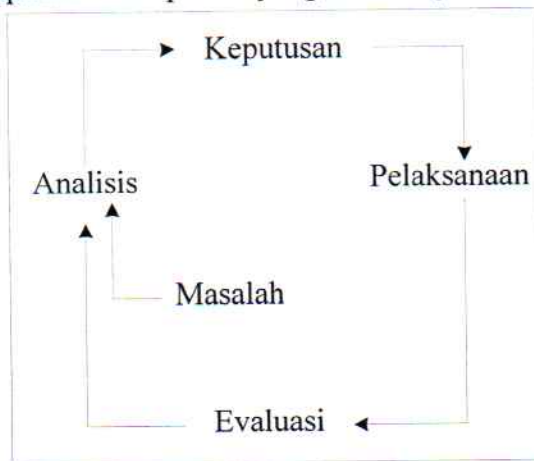 Keputusan
Analisis
Pelaksanaan
Masalah
Evaluasi